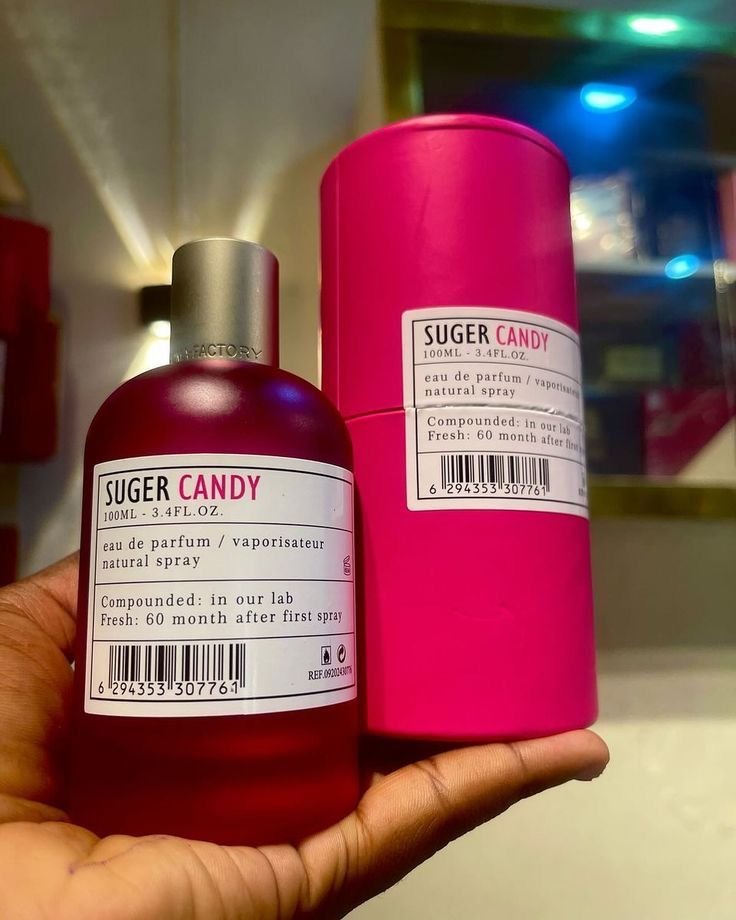 FACTORY
SUGER CANDY
100ML - 3.4FL.OZ.
eau de parfum / vaporisateur
natural spray
Compounded: in our lab
Fresh: 60 month after first spray
6 294353 307761
SUGER CANDY
100ML - 3.4FL.OZ.
eau de parfum / vaporisateur
natural spray
Compounded: in our lab
Fresh: 60 month after first
6 294353 307761